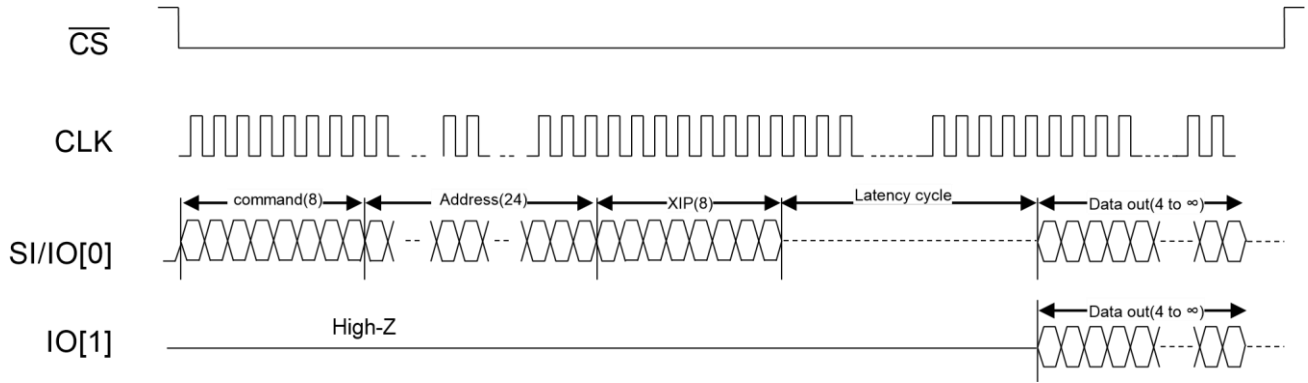 CS
CLK
command(8) Address(24) XIP(8) Latency cycle Data out(4 to ∞)
SI/IO[0]
Data out(4 to ∞)
High-Z
IO[1]